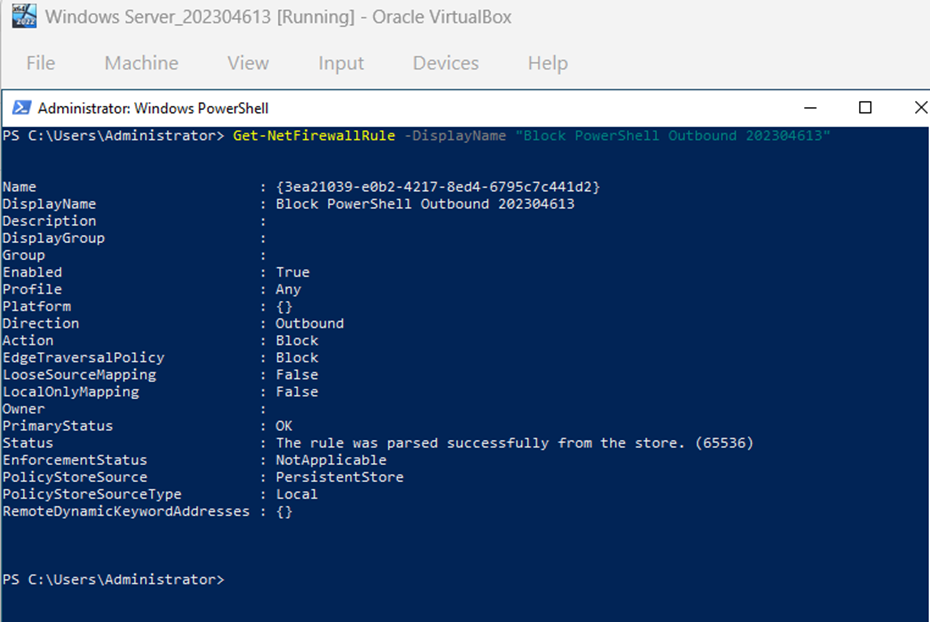 Windows Server_202304613 [Running] - Oracle VirtualBox
File Machine View Input Devices Help
Administrator: Windows PowerShell
PS C:\Users\Administrator> Get-NetFirewallRule -DisplayName "Block PowerShell Outbound 202304613"
Name : {3ea21039-e0b2-4217-8ed4-6795c7c441d2}
DisplayName : Block PowerShell Outbound 202304613
Description :
DisplayGroup :
Group :
Enabled : True
Profile : Any
Platform : {}
Direction : Outbound
Action : Block
EdgeTraversalPolicy : Block
LooseSourceMapping : False
LocalOnlyMapping : False
Owner :
PrimaryStatus : OK
Status : The rule was parsed successfully from the store. (65536)
EnforcementStatus : NotApplicable
PolicyStoreSource : PersistentStore
PolicyStoreSourceType : Local
RemoteDynamicKeywordAddresses : {}
PS C:\Users\Administrator>